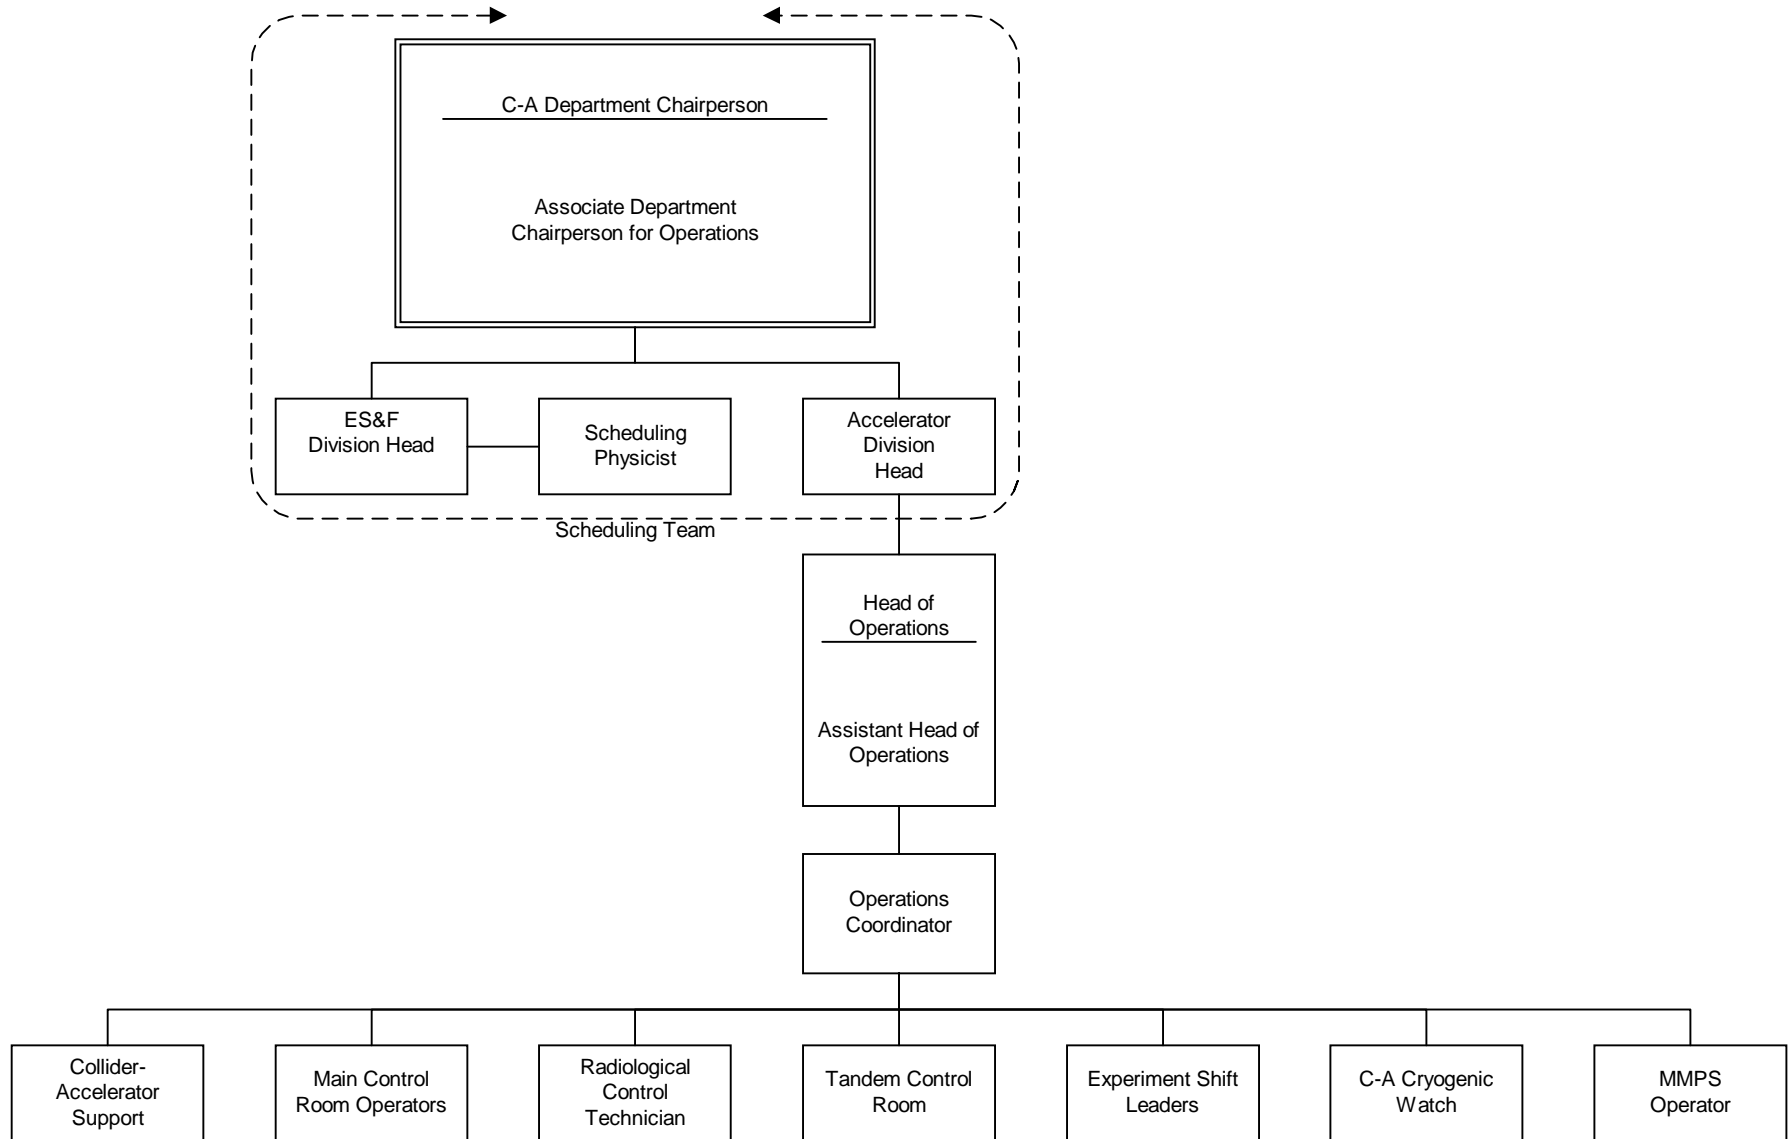 C-A Department Chairperson
Associate Department
Chairperson for Operations
ES&F
Division Head
Scheduling
Physicist
Accelerator
Division
Head
Scheduling Team
Head of
Operations
Assistant Head of
Operations
Operations
Coordinator
Collider-
Accelerator
Support
Main Control
Room Operators
Radiological
Control
Technician
Tandem Control
Room
Experiment Shift
Leaders
C-A Cryogenic
Watch
MMPS
Operator